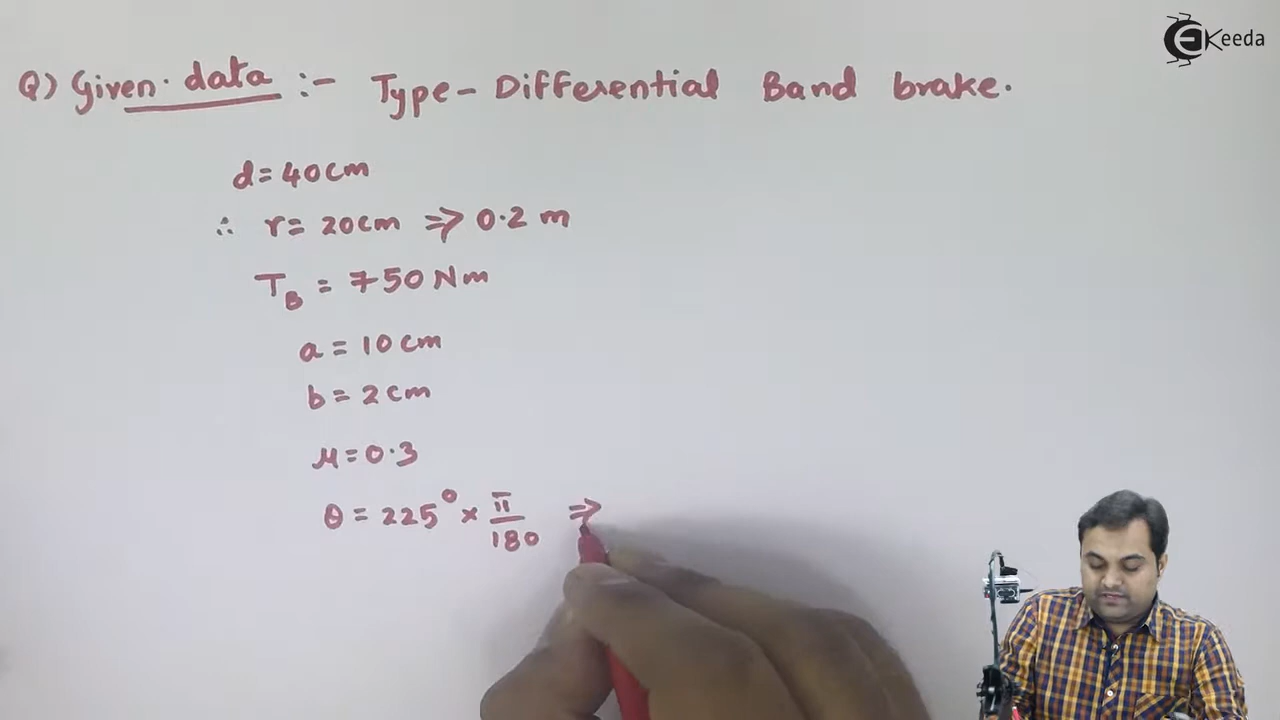 EKeeda
Q) Given data :- Type - Differential Band brake.
d = 40 cm
∴ r = 20 cm ⇒ 0.2 m
T_B = 750 Nm
a = 10 cm
b = 2 cm
μ = 0.3
θ = 225° × π/180 ⇒